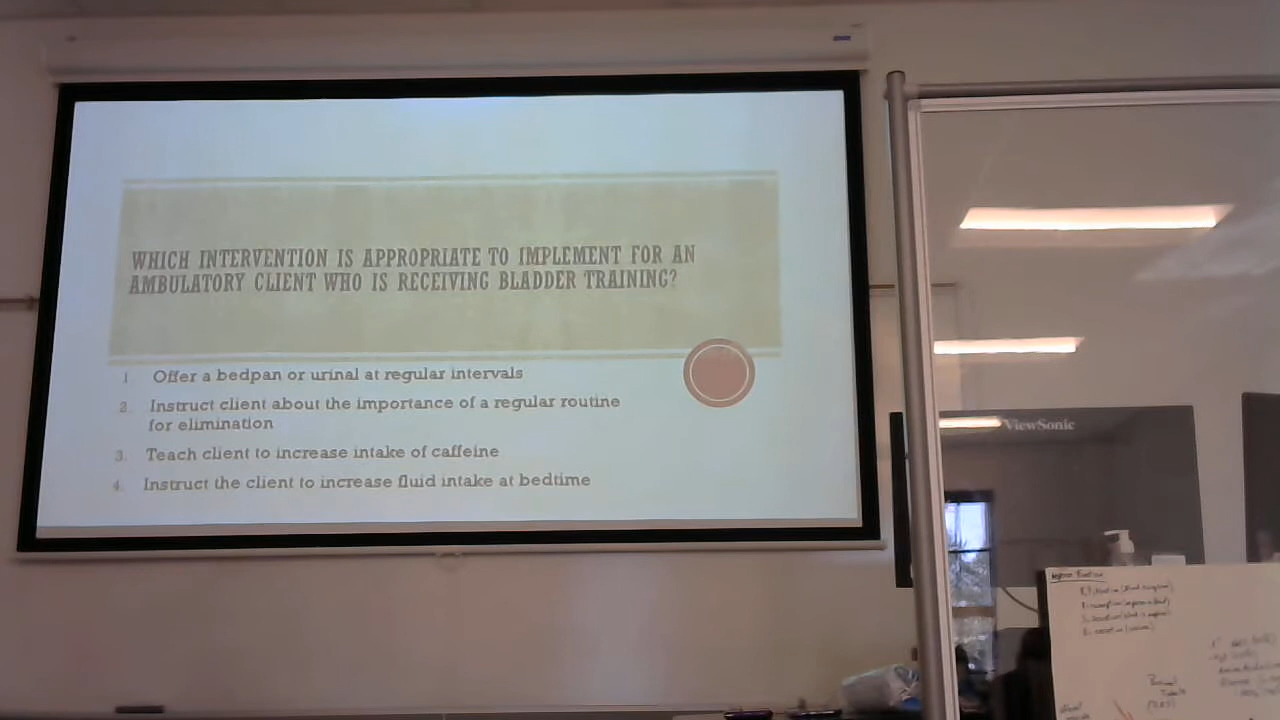 WHICH INTERVENTION IS APPROPRIATE TO IMPLEMENT FOR AN
AMBULATORY CLIENT WHO IS RECEIVING BLADDER TRAINING?
1. Offer a bedpan or urinal at regular intervals
2. Instruct client about the importance of a regular routine
for elimination
3. Teach client to increase intake of caffeine
4. Instruct the client to increase fluid intake at bedtime
ViewSonic